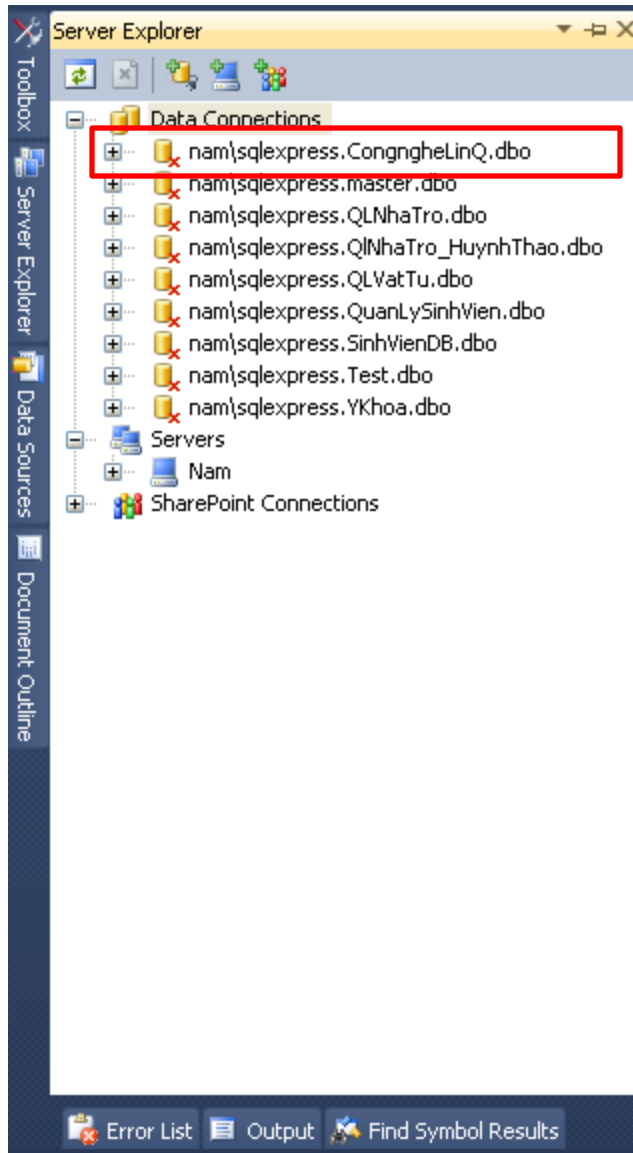 Server Explorer
Toolbox
Server Explorer
Data Sources
Document Outline
Data Connections
nam\sqlexpress.CongngheLinQ.dbo
nam\sqlexpress.master.dbo
nam\sqlexpress.QLNhaTro.dbo
nam\sqlexpress.QlNhaTro_HuynhThao.dbo
nam\sqlexpress.QLVatTu.dbo
nam\sqlexpress.QuanLySinhVien.dbo
nam\sqlexpress.SinhVienDB.dbo
nam\sqlexpress.Test.dbo
nam\sqlexpress.YKhoa.dbo
Servers
Nam
SharePoint Connections
Error List
Output
Find Symbol Results